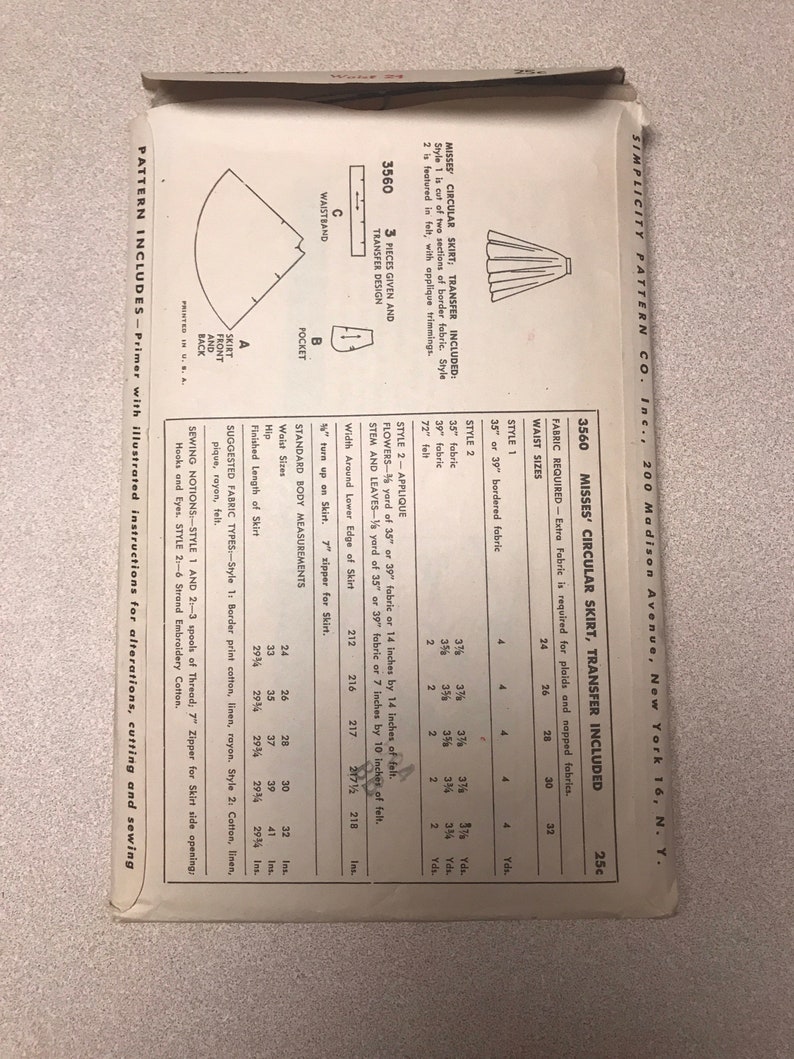 Waist 24
25c
SIMPLICITY PATTERN CO. Inc., 200 Madison Avenue, New York 16, N. Y.
MISSES' CIRCULAR SKIRT; TRANSFER INCLUDED:
Style 1 is cut of two sections of border fabric. Style
2 is featured in felt, with applique trimmings.
3560 3 PIECES GIVEN AND
TRANSFER DESIGN
C
WAISTBAND
B
POCKET
A
SKIRT
FRONT
AND
BACK
PRINTED IN U. S. A.
3560 MISSES' CIRCULAR SKIRT, TRANSFER INCLUDED 25c
FABRIC REQUIRED—Extra Fabric is required for plaids and napped fabrics.
WAIST SIZES 24 26 28 30 32
STYLE 1
35" or 39" bordered fabric 4 4 4 4 4 Yds.
STYLE 2
35" fabric 3⅞ 3⅞ 3⅞ 3⅞ 3⅞ Yds.
39" fabric 3⅝ 3⅝ 3⅝ 3¾ 3¾ Yds.
72" felt 2 2 2 2 2 Yds.
STYLE 2—APPLIQUE
FLOWERS—⅜ yard of 35" or 39" fabric or 14 inches by 14 inches of felt.
STEM AND LEAVES—⅛ yard of 35" or 39" fabric or 7 inches by 10 inches of felt.
Width Around Lower Edge of Skirt 212 216 217 217½ 218 Ins.
⅜" turn up on Skirt. 7" zipper for Skirt.
STANDARD BODY MEASUREMENTS
Waist Sizes 24 26 28 30 32 Ins.
Hip 33 35 37 39 41 Ins.
Finished Length of Skirt 29¾ 29¾ 29¾ 29¾ 29¾ Ins.
SUGGESTED FABRIC TYPES:—Style 1: Border print cotton, linen, rayon. Style 2: Cotton, linen,
pique, rayon, felt.
SEWING NOTIONS:—STYLE 1 AND 2:—3 spools of Thread; 7" Zipper for Skirt side opening;
Hooks and Eyes. STYLE 2:—6 Strand Embroidery Cotton.
PATTERN INCLUDES—Primer with illustrated instructions for alterations, cutting and sewing